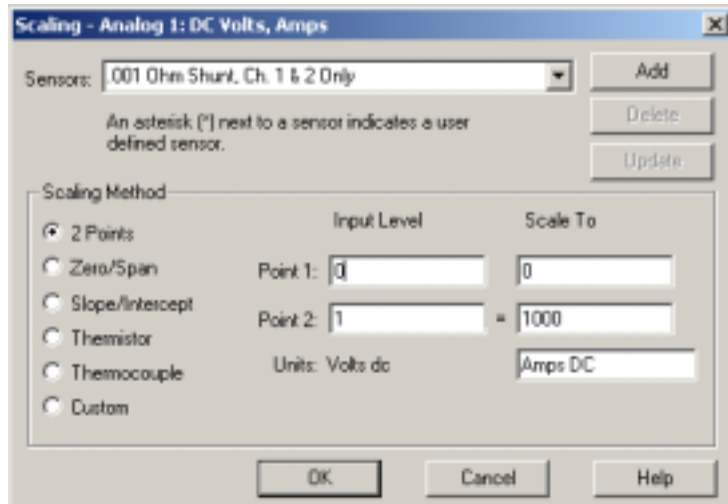 Scaling - Analog 1: DC Volts, Amps
Sensors: .001 Ohm Shunt, Ch. 1 & 2 Only
Add
An asterisk (*) next to a sensor indicates a user
defined sensor.
Delete
Update
Scaling Method
Input Level Scale To
2 Points
Zero/Span
Point 1: 0 0
Slope/Intercept
Point 2: 1 = 1000
Thermistor
Thermocouple
Units: Volts dc Amps DC
Custom
OK Cancel Help